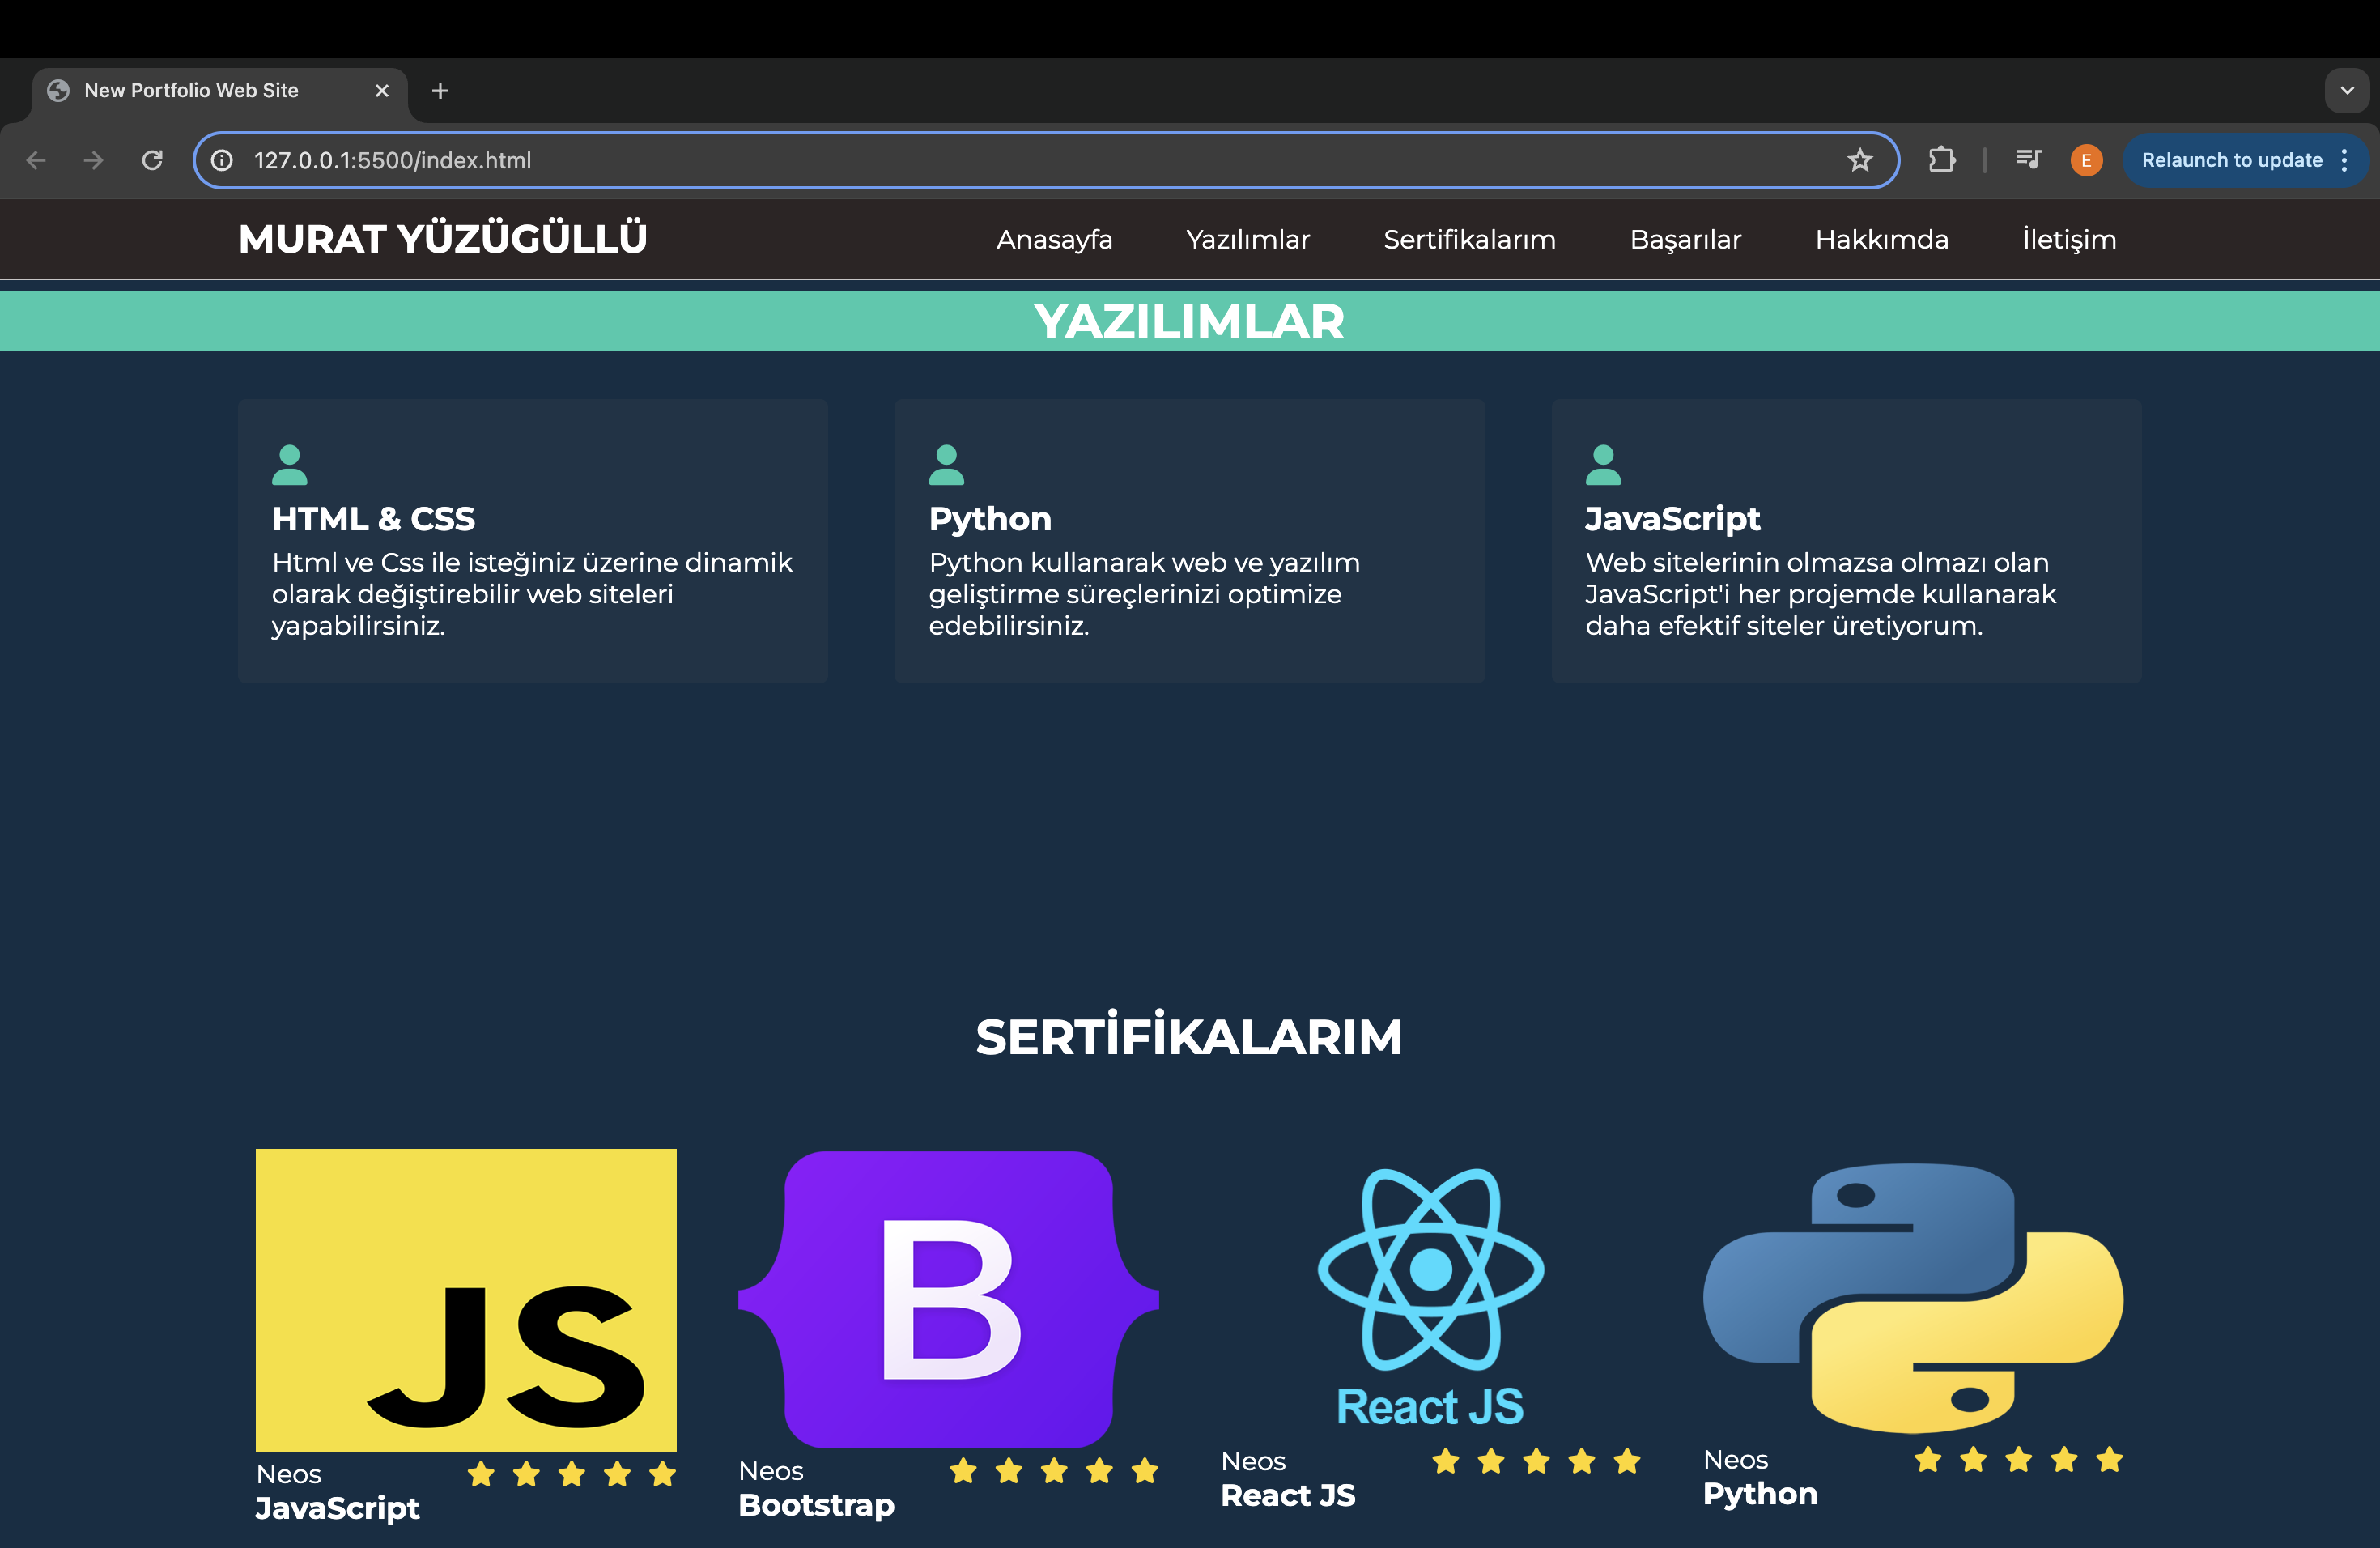 New Portfolio Web Site
127.0.0.1:5500/index.html
E
Relaunch to update
MURAT YÜZÜGÜLLÜ
Anasayfa
Yazılımlar
Sertifikalarım
Başarılar
Hakkımda
İletişim
YAZILIMLAR
HTML & CSS
Html ve Css ile isteğiniz üzerine dinamik
olarak değiştirebilir web siteleri
yapabilirsiniz.
Python
Python kullanarak web ve yazılım
geliştirme süreçlerinizi optimize
edebilirsiniz.
JavaScript
Web sitelerinin olmazsa olmazı olan
JavaScript'i her projemde kullanarak
daha efektif siteler üretiyorum.
SERTİFİKALARIM
JS
Neos
JavaScript
B
Neos
Bootstrap
React JS
Neos
React JS
Neos
Python